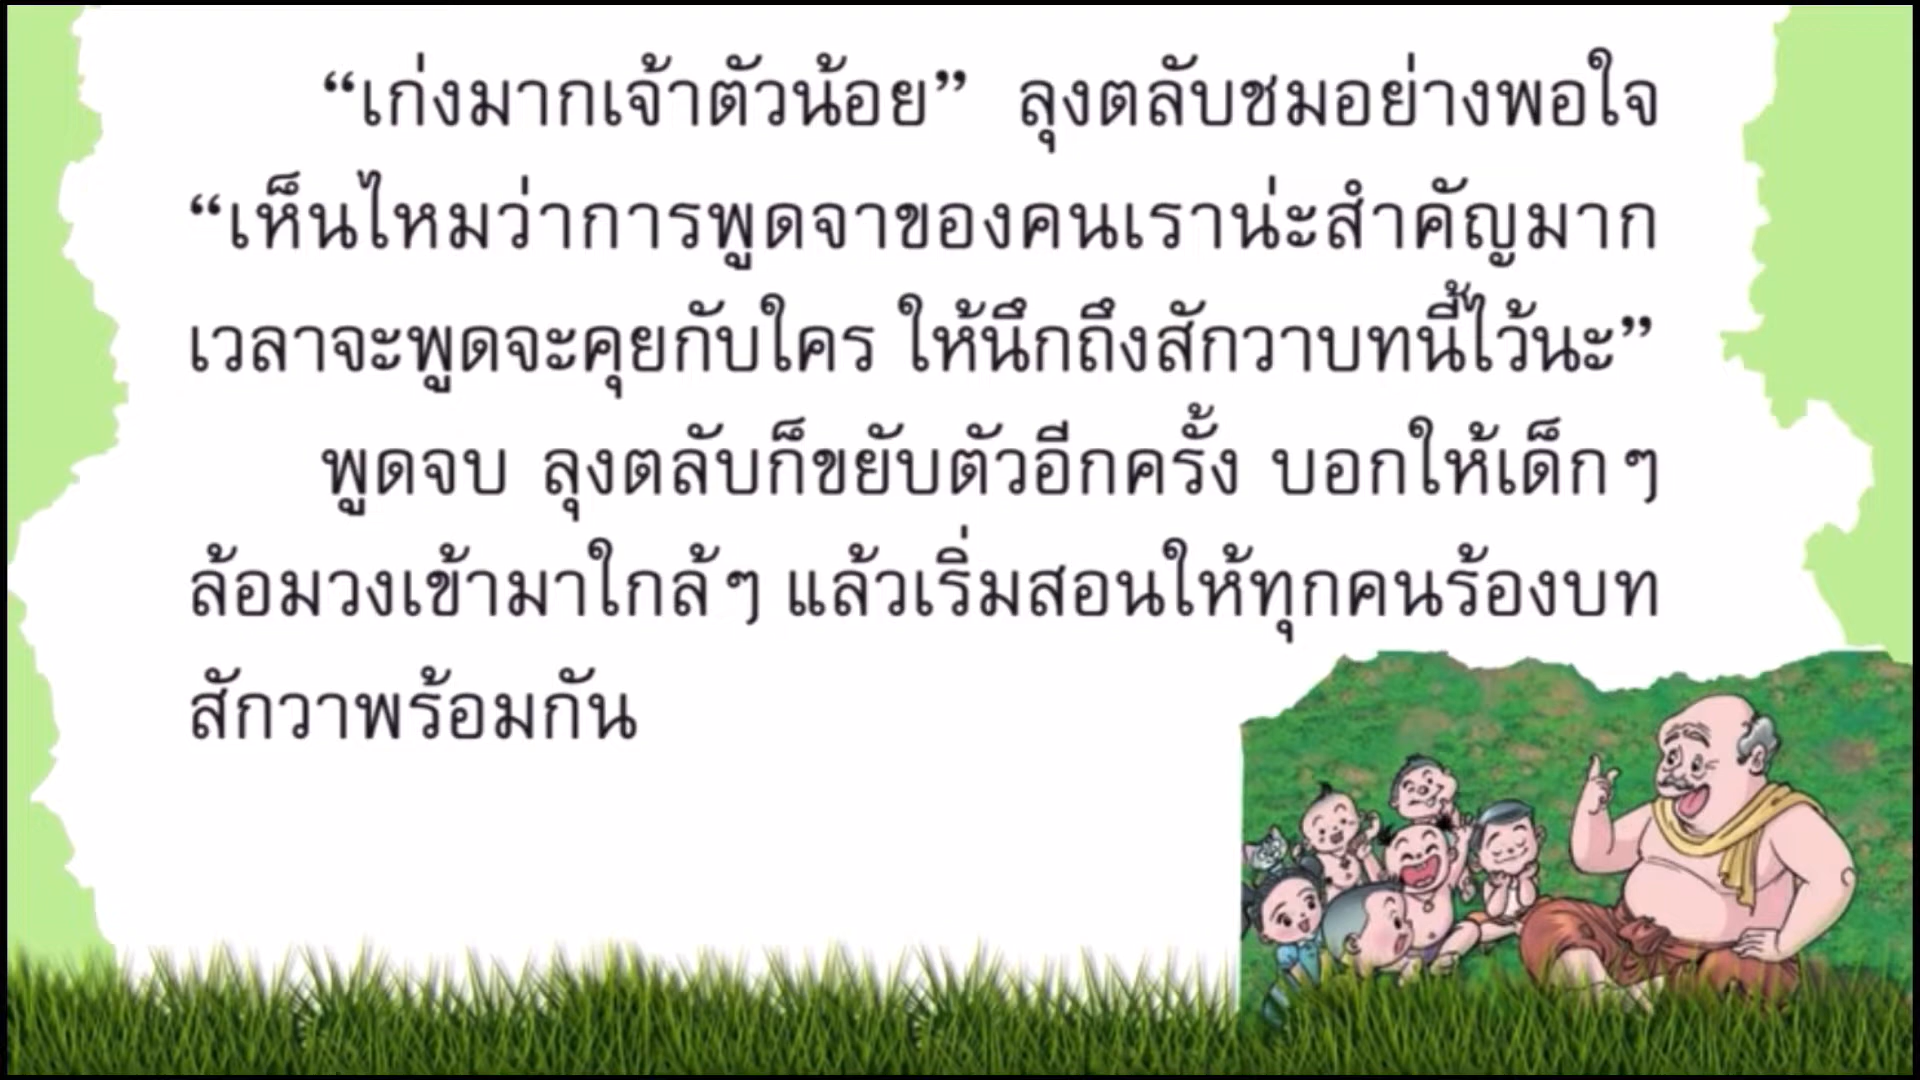 “เก่งมากเจ้าตัวน้อย” ลุงตลับชมอย่างพอใจ
“เห็นไหมว่าการพูดจาของคนเราน่ะสำคัญมาก
เวลาจะพูดจะคุยกับใคร ให้นึกถึงสักวาบทนี้ไว้นะ”
พูดจบ ลุงตลับก็ขยับตัวอีกครั้ง บอกให้เด็กๆ
ล้อมวงเข้ามาใกล้ๆ แล้วเริ่มสอนให้ทุกคนร้องบท
สักวาพร้อมกัน